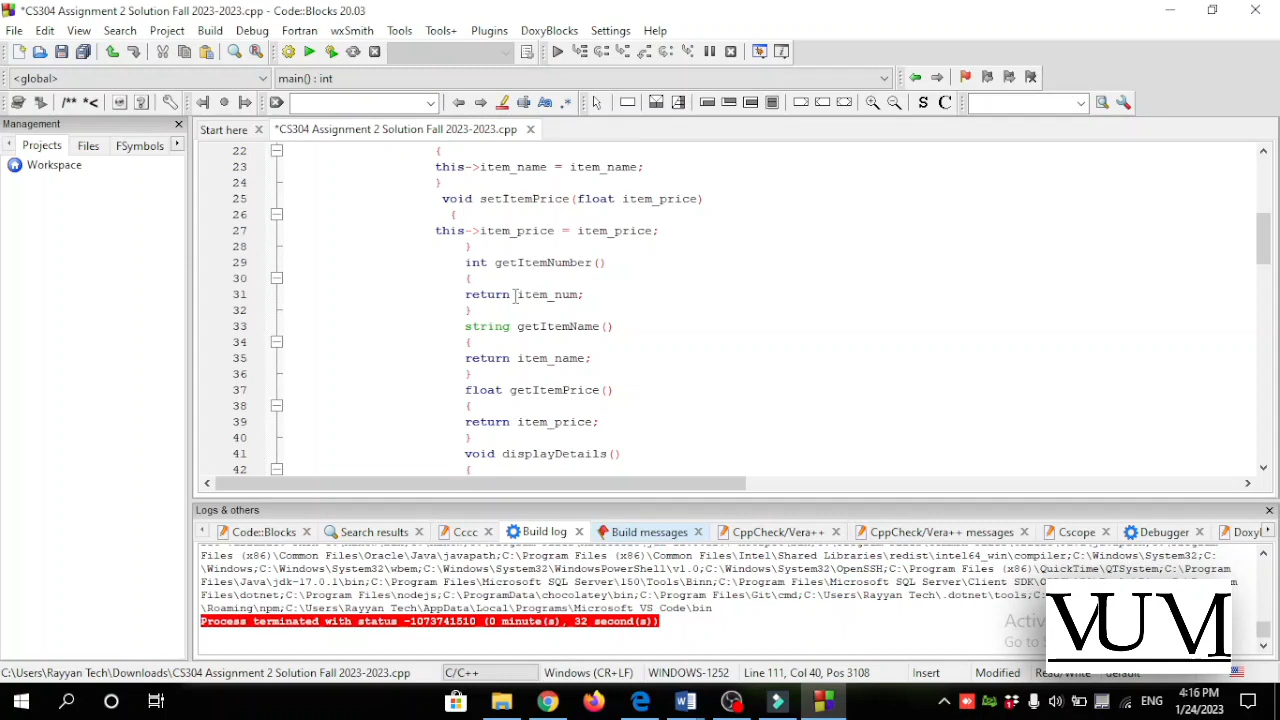 *CS304 Assignment 2 Solution Fall 2023-2023.cpp - Code::Blocks 20.03
File Edit View Search Project Build Debug Fortran wxSmith Tools Tools+ Plugins DoxyBlocks Settings Help
<global> main() : int
/** *< .* S C
Management
Start here *CS304 Assignment 2 Solution Fall 2023-2023.cpp
Projects Files FSymbols
Workspace
22 {
23 this->item_name = item_name;
24 }
25 void setItemPrice(float item_price)
26 {
27 this->item_price = item_price;
28 }
29 int getItemNumber()
30 {
31 return item_num;
32 }
33 string getItemName()
34 {
35 return item_name;
36 }
37 float getItemPrice()
38 {
39 return item_price;
40 }
41 void displayDetails()
42 {
Logs & others
Code::Blocks Search results Cccc Build log Build messages CppCheck/Vera++ CppCheck/Vera++ messages Cscope Debugger Doxy
Files (x86)\Common Files\Oracle\Java\javapath;C:\Program Files (x86)\Common Files\Intel\Shared Libraries\redist\intel64_win\compiler;C:\Windows\System32;C:
\Windows;C:\Windows\System32\wbem;C:\Windows\System32\WindowsPowerShell\v1.0;C:\Windows\System32\OpenSSH;C:\Program Files (x86)\QuickTime\QTSystem;C:\Program
Files\Java\jdk-17.0.1\bin;C:\Program Files\Microsoft SQL Server\150\Tools\Binn;C:\Program Files\Microsoft SQL Server\Client SDK\
Files\dotnet;C:\Program Files\nodejs;C:\ProgramData\chocolatey\bin;C:\Program Files\Git\cmd;C:\Users\Rayyan Tech\.dotnet\tools;
\Roaming\npm;C:\Users\Rayyan Tech\AppData\Local\Programs\Microsoft VS Code\bin
Process terminated with status -1073741510 (0 minute(s), 32 second(s))
Activ
Go to
VUM
C:\Users\Rayyan Tech\Downloads\CS304 Assignment 2 Solution Fall 2023-2023.cpp C/C++ Windows (CR+LF) WINDOWS-1252 Line 111, Col 40, Pos 3108 Insert Modified Read/Write default
ENG 4:16 PM
1/24/2023